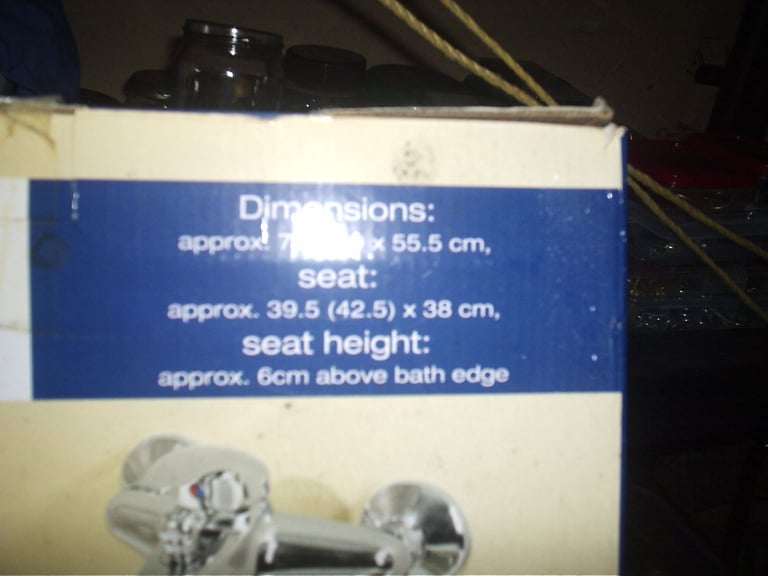 Dimensions:
approx. x 55.5 cm,
seat:
approx. 39.5 (42.5) x 38 cm,
seat height:
approx. 6cm above bath edge